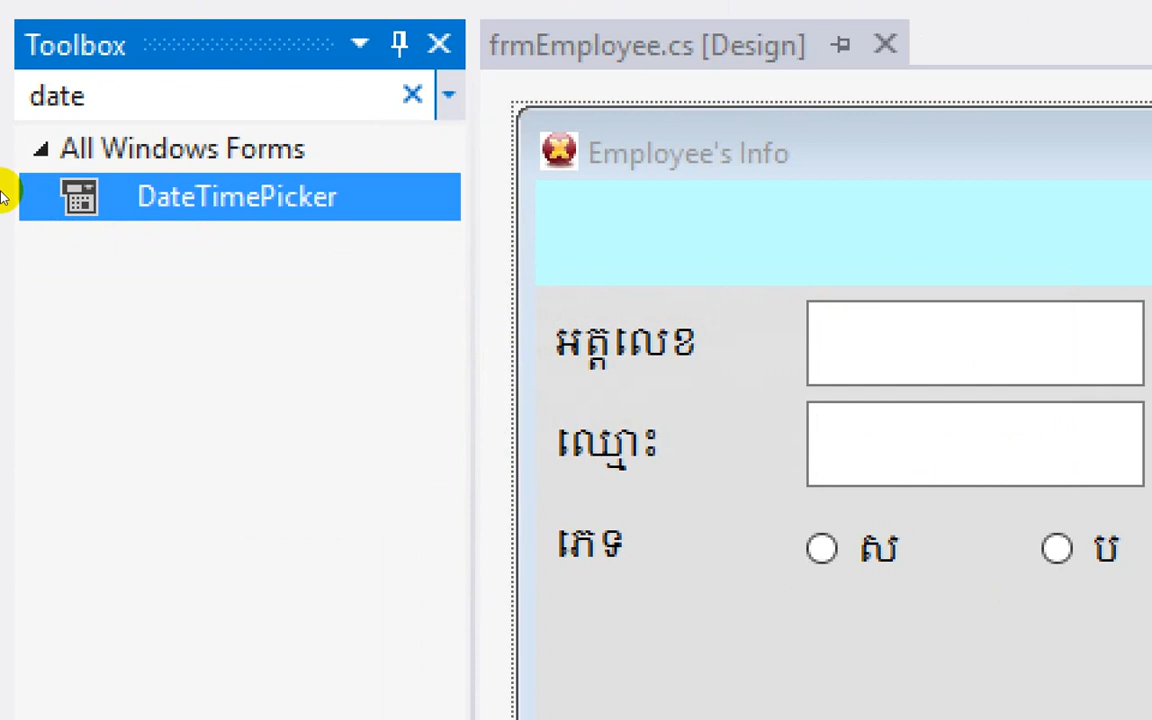 Toolbox
frmEmployee.cs [Design]
date
All Windows Forms
DateTimePicker
Employee's Info
អត្តលេខ
ឈ្មោះ
ភេទ
ស
ប